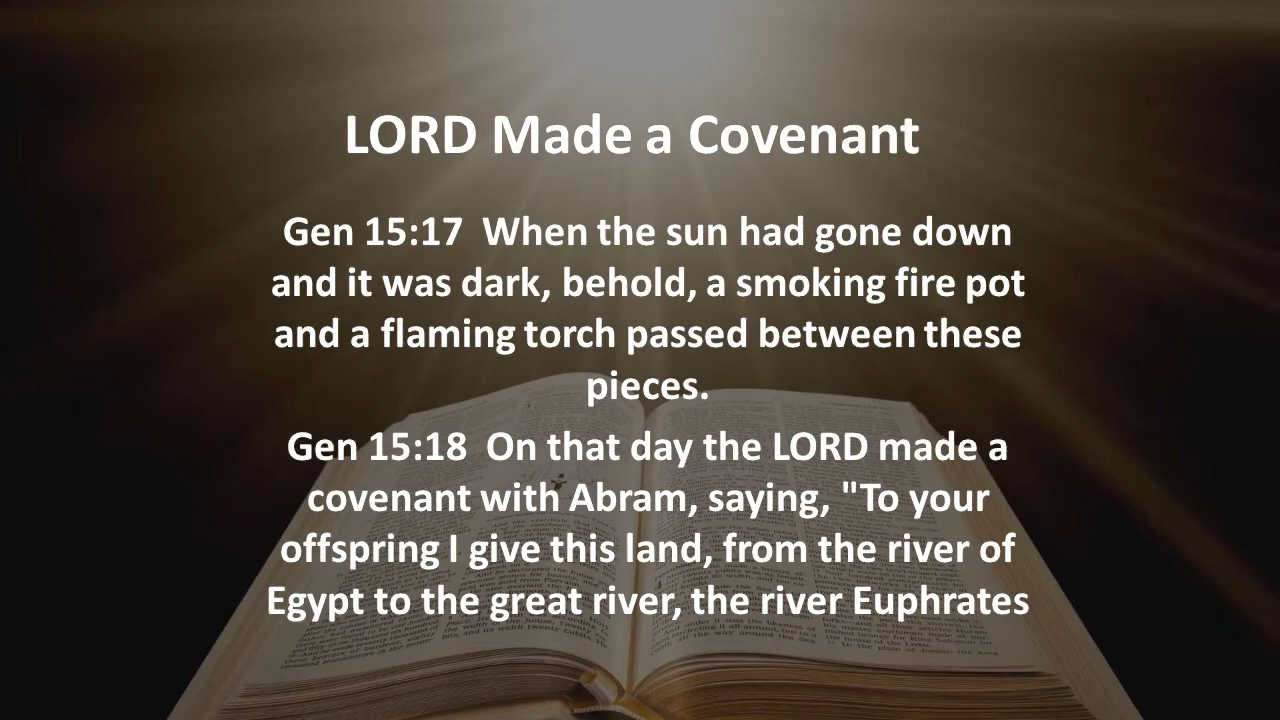 LORD Made a Covenant
Gen 15:17  When the sun had gone down
and it was dark, behold, a smoking fire pot
and a flaming torch passed between these
pieces.
Gen 15:18  On that day the LORD made a
covenant with Abram, saying, "To your
offspring I give this land, from the river of
Egypt to the great river, the river Euphrates